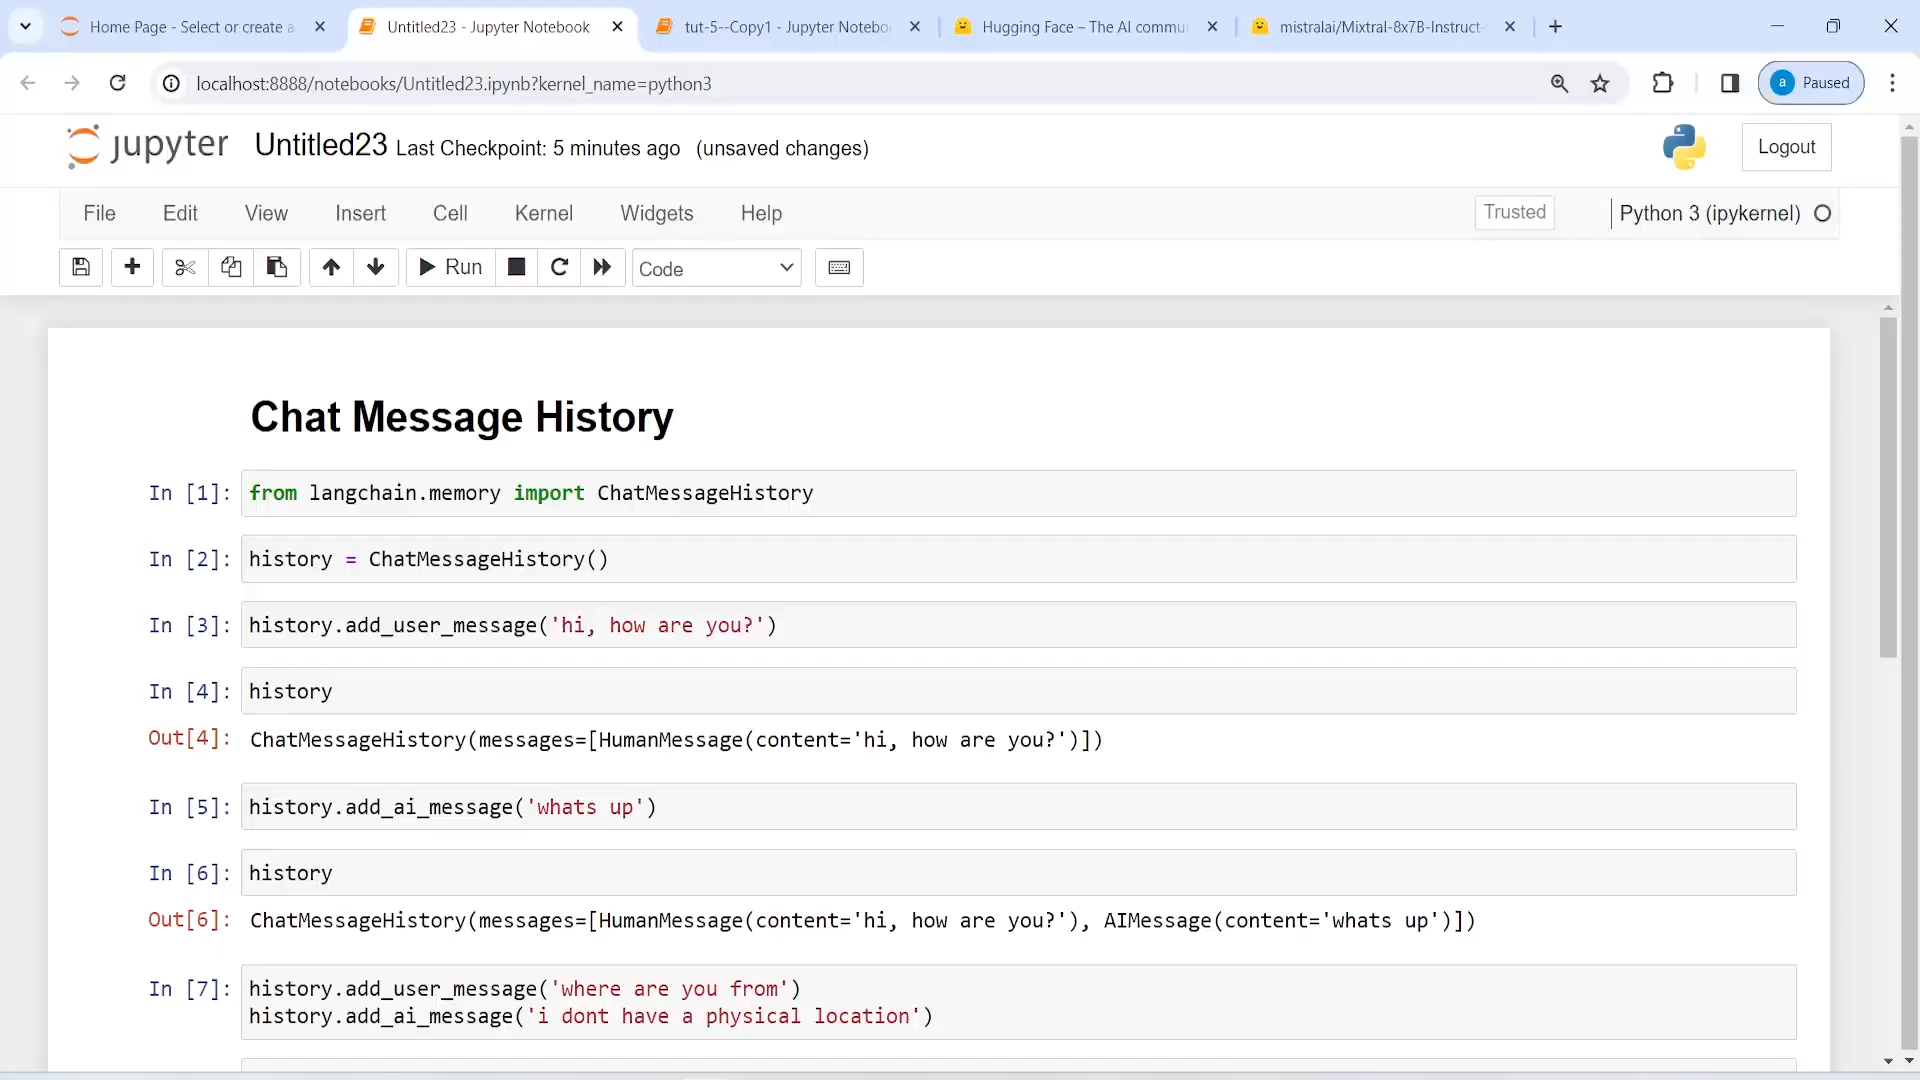 Home Page - Select or create a
Untitled23 - Jupyter Notebook
tut-5--Copy1 - Jupyter Notebo
Hugging Face – The AI commu
mistralai/Mixtral-8x7B-Instruct-
localhost:8888/notebooks/Untitled23.ipynb?kernel_name=python3
a Paused
jupyter Untitled23 Last Checkpoint: 5 minutes ago (unsaved changes)
Logout
File Edit View Insert Cell Kernel Widgets Help
Trusted Python 3 (ipykernel)
Run Code
Chat Message History
In [1]: from langchain.memory import ChatMessageHistory
In [2]: history = ChatMessageHistory()
In [3]: history.add_user_message('hi, how are you?')
In [4]: history
Out[4]: ChatMessageHistory(messages=[HumanMessage(content='hi, how are you?')])
In [5]: history.add_ai_message('whats up')
In [6]: history
Out[6]: ChatMessageHistory(messages=[HumanMessage(content='hi, how are you?'), AIMessage(content='whats up')])
In [7]: history.add_user_message('where are you from')
history.add_ai_message('i dont have a physical location')